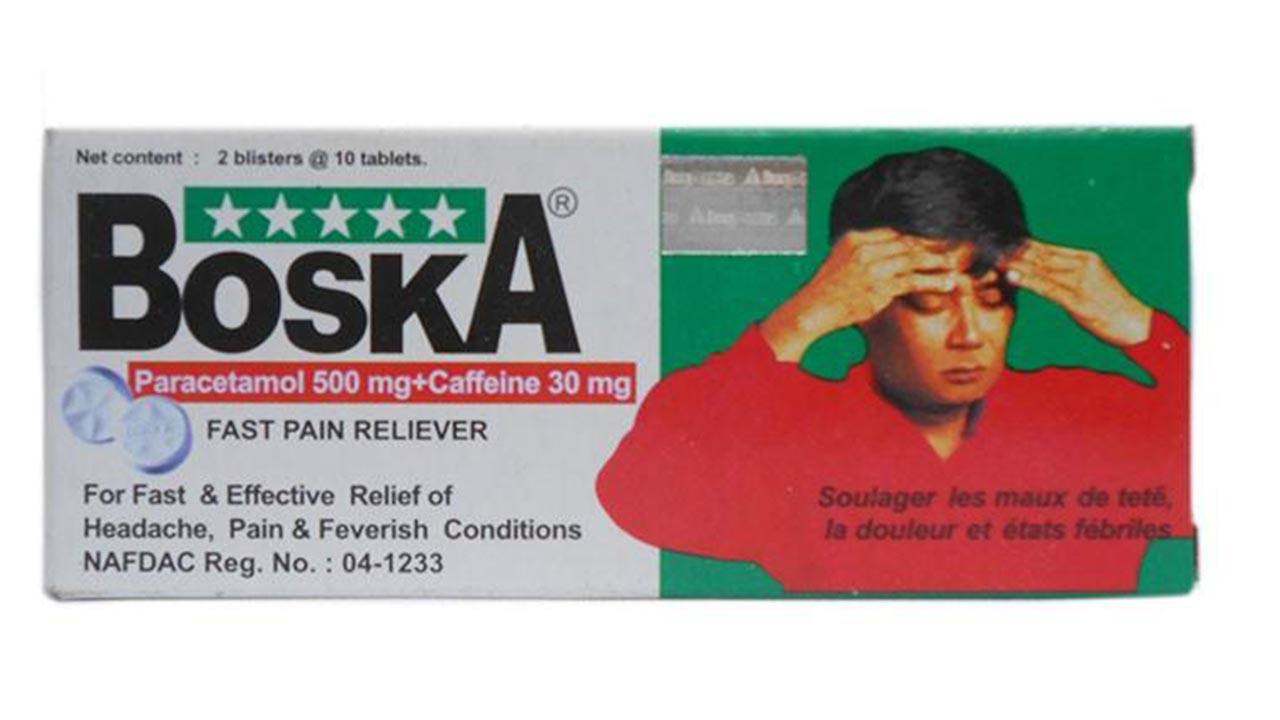 Net content : 2 blisters @ 10 tablets.
BOSKA®
Paracetamol 500 mg+Caffeine 30 mg
FAST PAIN RELIEVER
For Fast & Effective Relief of
Headache, Pain & Feverish Conditions
NAFDAC Reg. No. : 04-1233
Soulager les maux de tetê,
la douleur et états fébriles